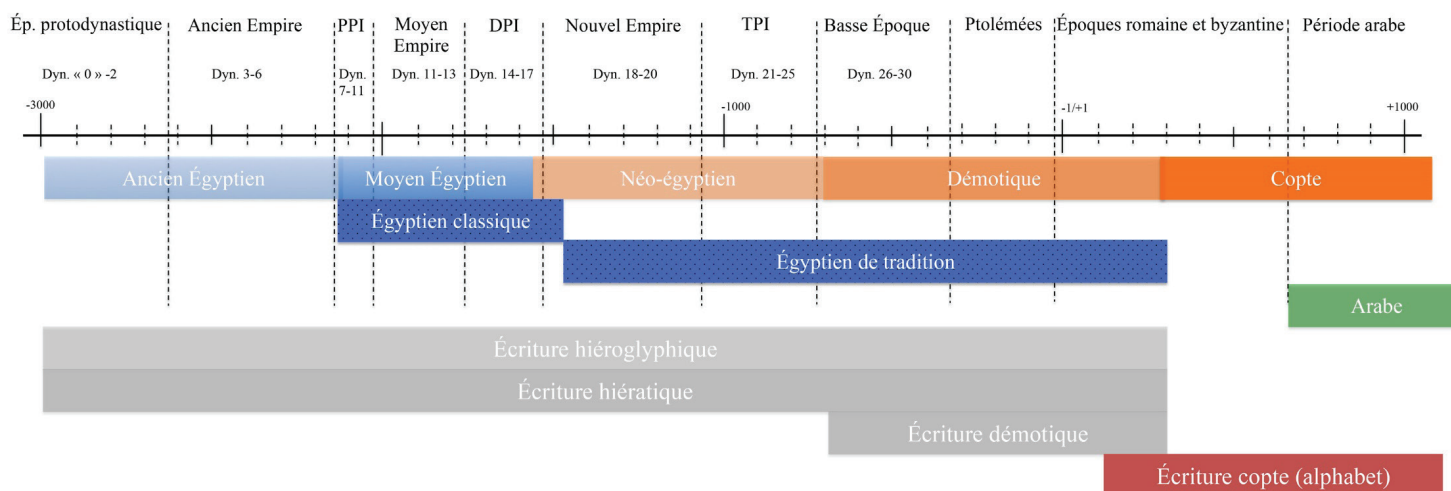 Ép. protodynastique Ancien Empire PPI Moyen Empire DPI Nouvel Empire TPI Basse Époque Ptolémées Époques romaine et byzantine Période arabe
Dyn. « 0 » -2 Dyn. 3-6 Dyn. 7-11 Dyn. 11-13 Dyn. 14-17 Dyn. 18-20 Dyn. 21-25 Dyn. 26-30
-3000 -1000 -1/+1 +1000
Ancien Égyptien Moyen Égyptien Néo-égyptien Démotique Copte
Égyptien classique
Égyptien de tradition
Arabe
Écriture hiéroglyphique
Écriture hiératique
Écriture démotique
Écriture copte (alphabet)